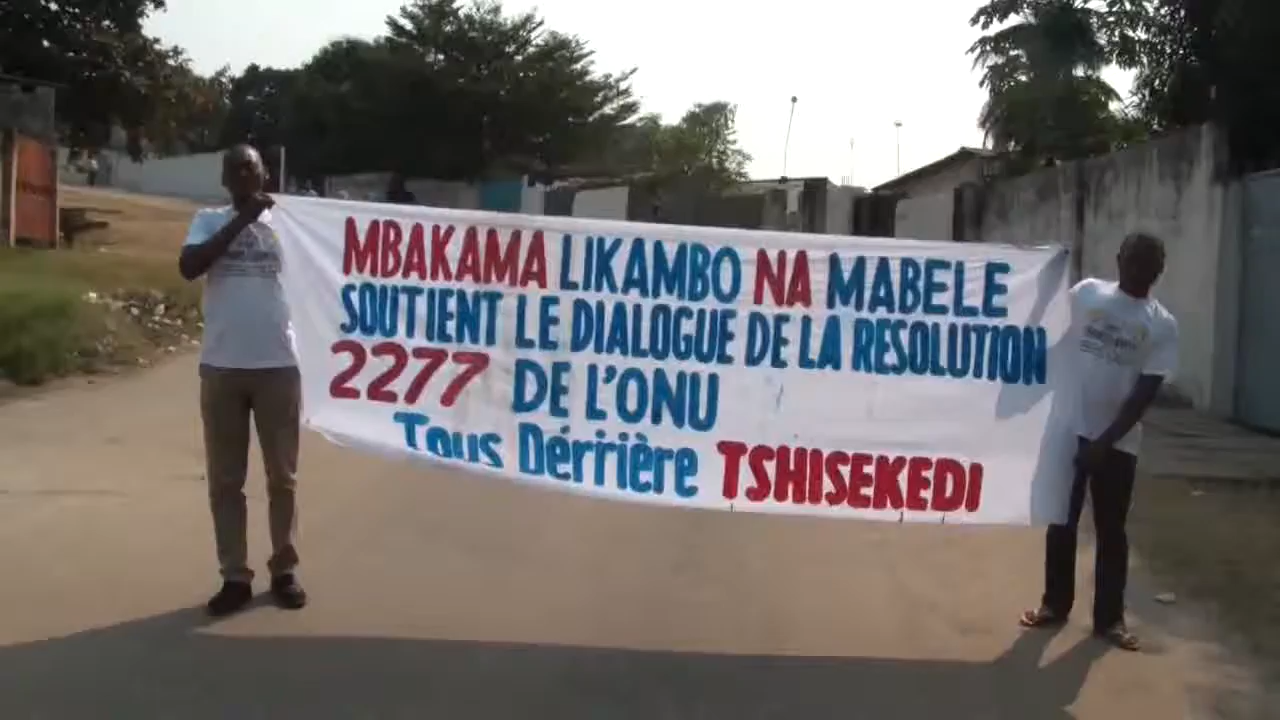 MBAKAMA LIKAMBO NA MABELE
SOUTIENT LE DIALOGUE DE LA RESOLUTION
2277 DE L'ONU
Tous Dérrière TSHISEKEDI